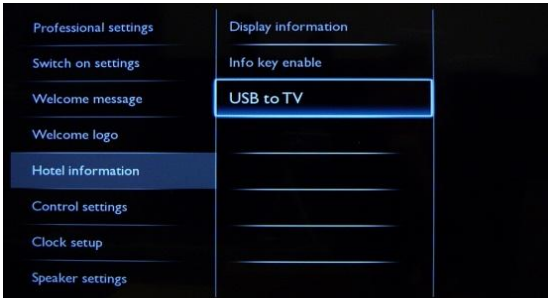 Professional settings
Switch on settings
Welcome message
Welcome logo
Hotel information
Control settings
Clock setup
Speaker settings
Display information
Info key enable
USB to TV